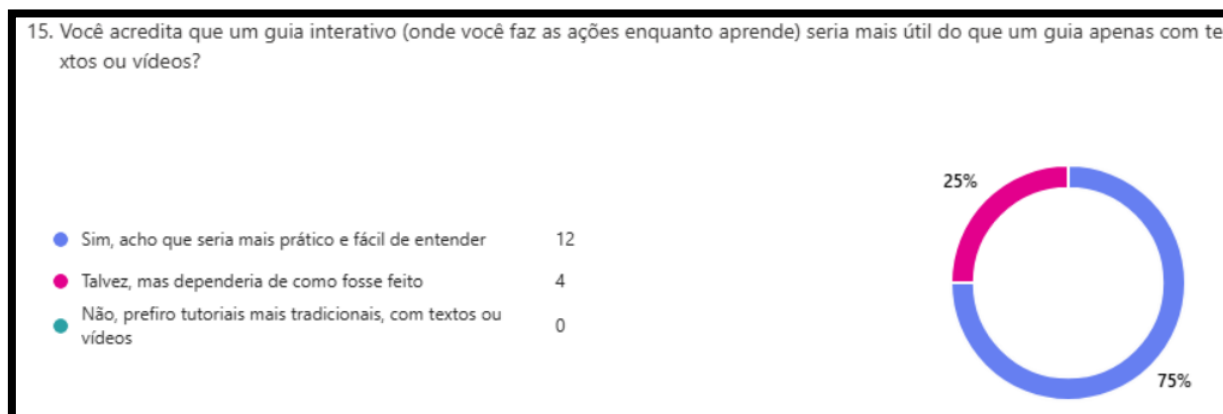 15. Você acredita que um guia interativo (onde você faz as ações enquanto aprende) seria mais útil do que um guia apenas com te
xtos ou vídeos?
25%
Sim, acho que seria mais prático e fácil de entender 12
Talvez, mas dependeria de como fosse feito 4
Não, prefiro tutoriais mais tradicionais, com textos ou
vídeos 0
75%